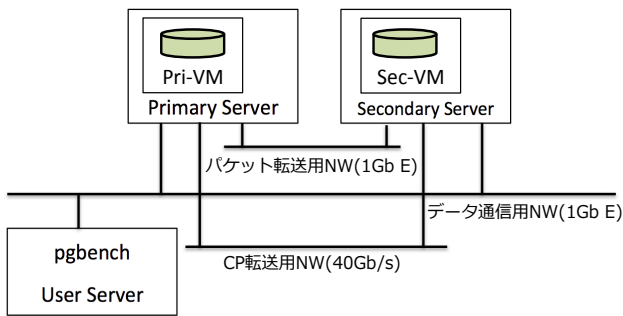 Pri-VM
Primary Server
Sec-VM
Secondary Server
パケット転送用NW(1Gb E)
データ通信用NW(1Gb E)
pgbench
User Server
CP転送用NW(40Gb/s)